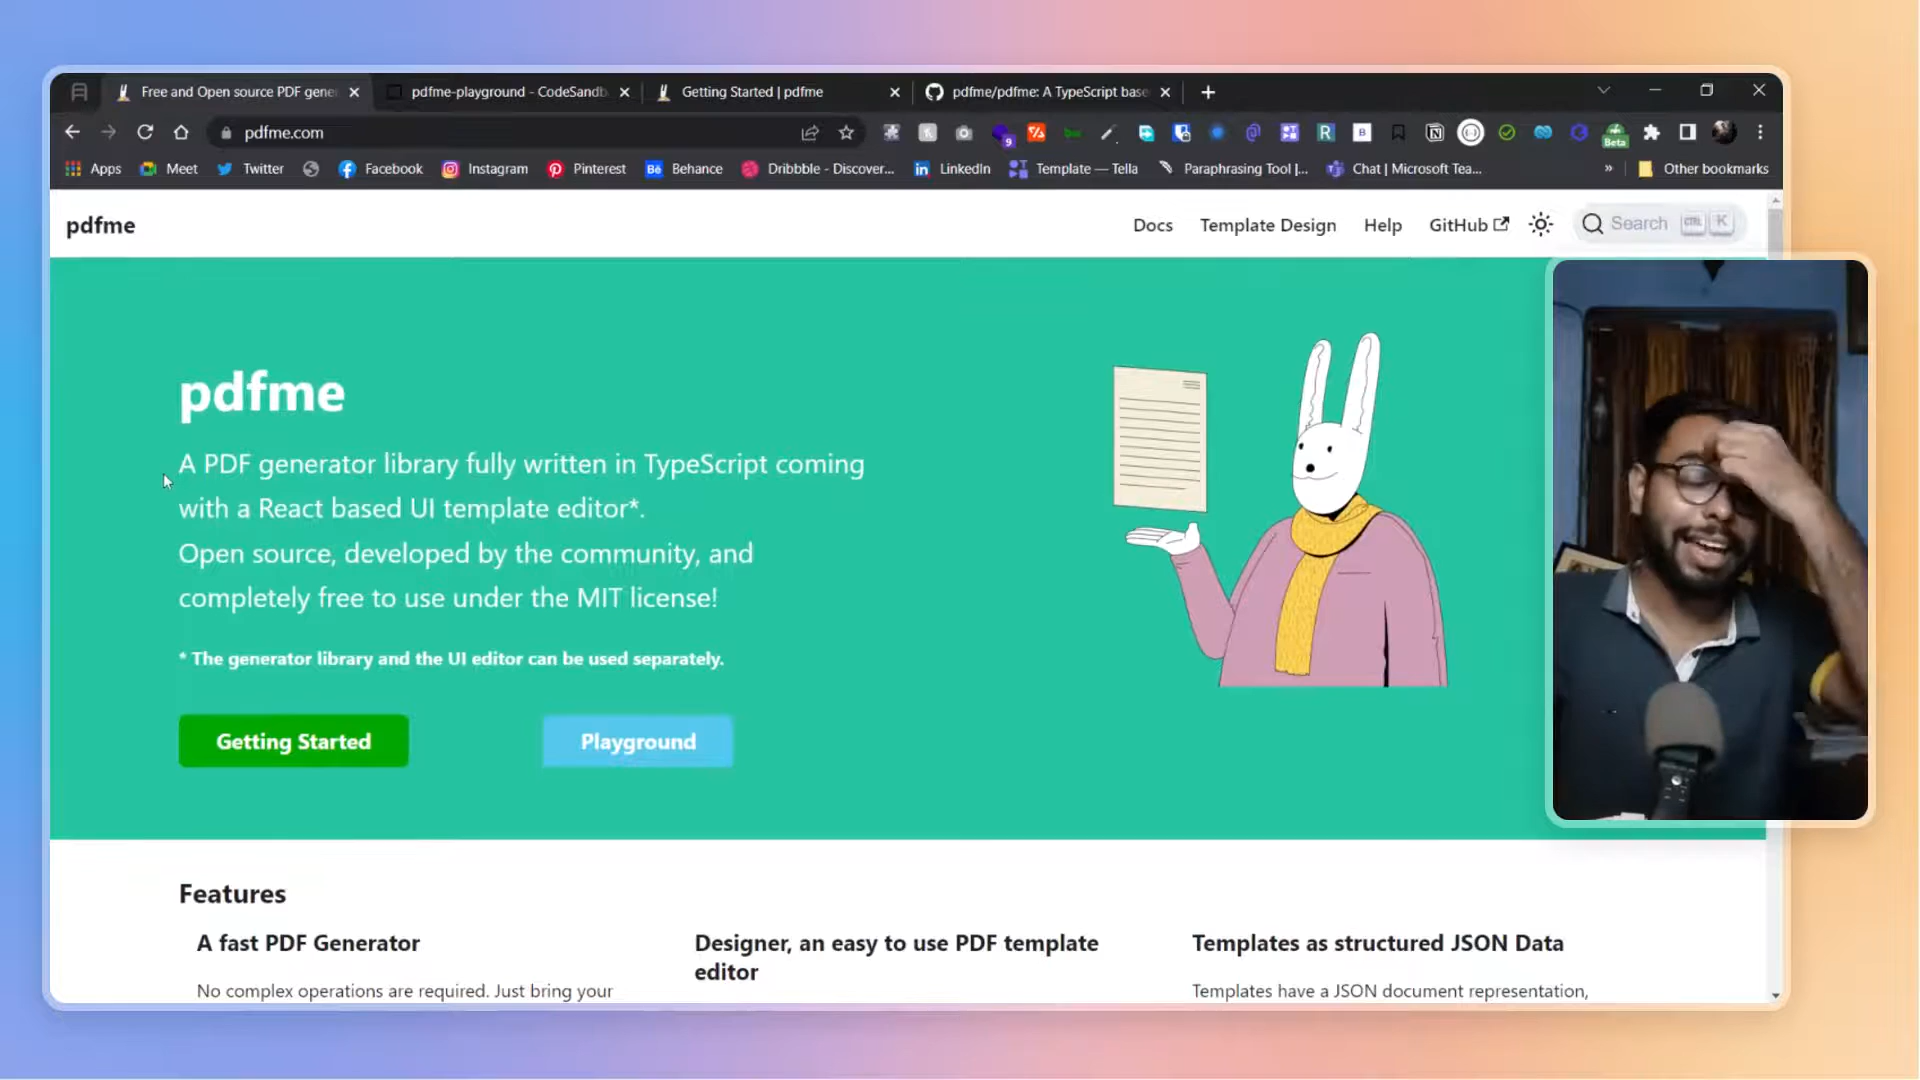 Free and Open source PDF gene
pdfme-playground - CodeSandb
Getting Started | pdfme
pdfme/pdfme: A TypeScript base
pdfme.com
9
R
B
Beta
Apps
Meet
Twitter
Facebook
Instagram
Pinterest
Behance
Dribbble - Discover...
LinkedIn
Template — Tella
Paraphrasing Tool |...
Chat | Microsoft Tea...
»
Other bookmarks
pdfme
Docs
Template Design
Help
GitHub
Search
CTRL
K
pdfme
A PDF generator library fully written in TypeScript coming
with a React based UI template editor*.
Open source, developed by the community, and
completely free to use under the MIT license!
* The generator library and the UI editor can be used separately.
Getting Started
Playground
Features
A fast PDF Generator
No complex operations are required. Just bring your
Designer, an easy to use PDF template
editor
Templates as structured JSON Data
Templates have a JSON document representation,